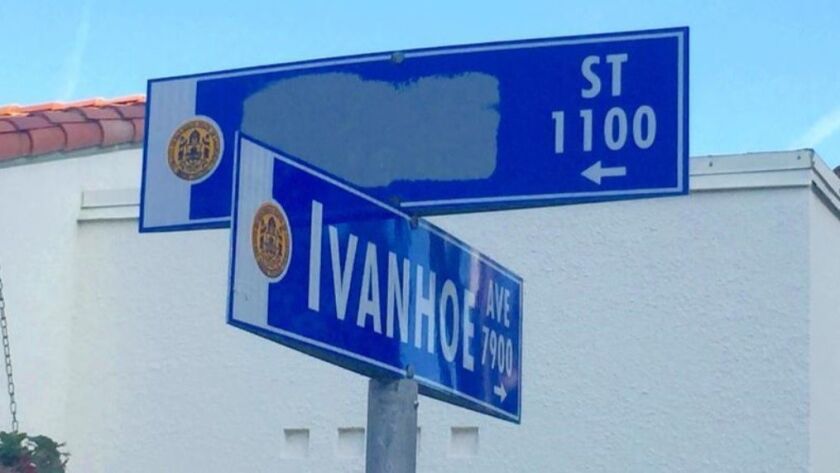 ST
1100
←
IVANHOE AVE
7900
→